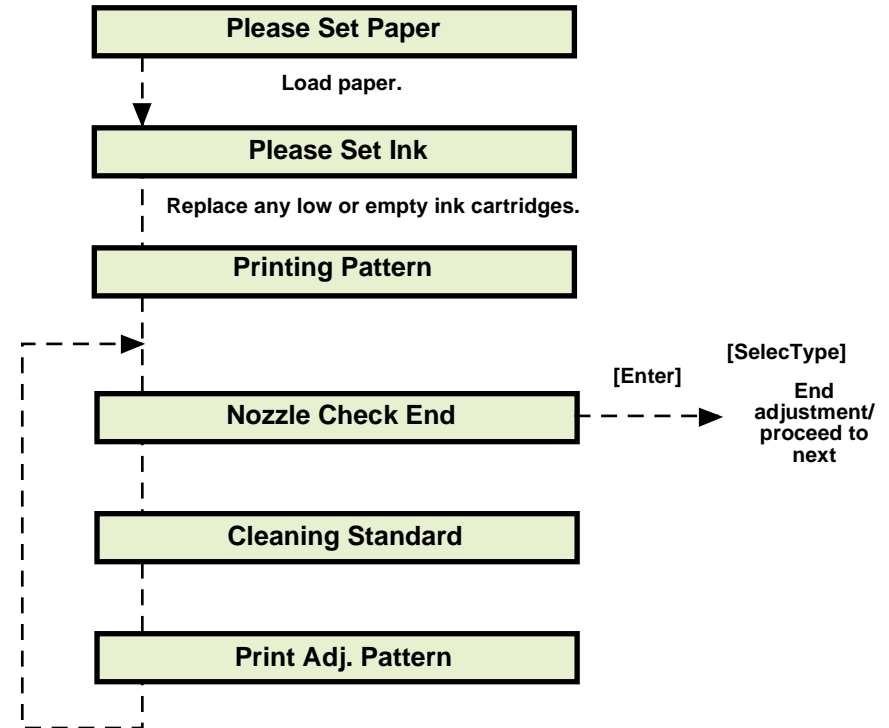 Please Set Paper
Load paper.
Please Set Ink
Replace any low or empty ink cartridges.
Printing Pattern
[SelecType]
[Enter]
Nozzle Check End
End
adjustment/
proceed to
next
Cleaning Standard
Print Adj. Pattern